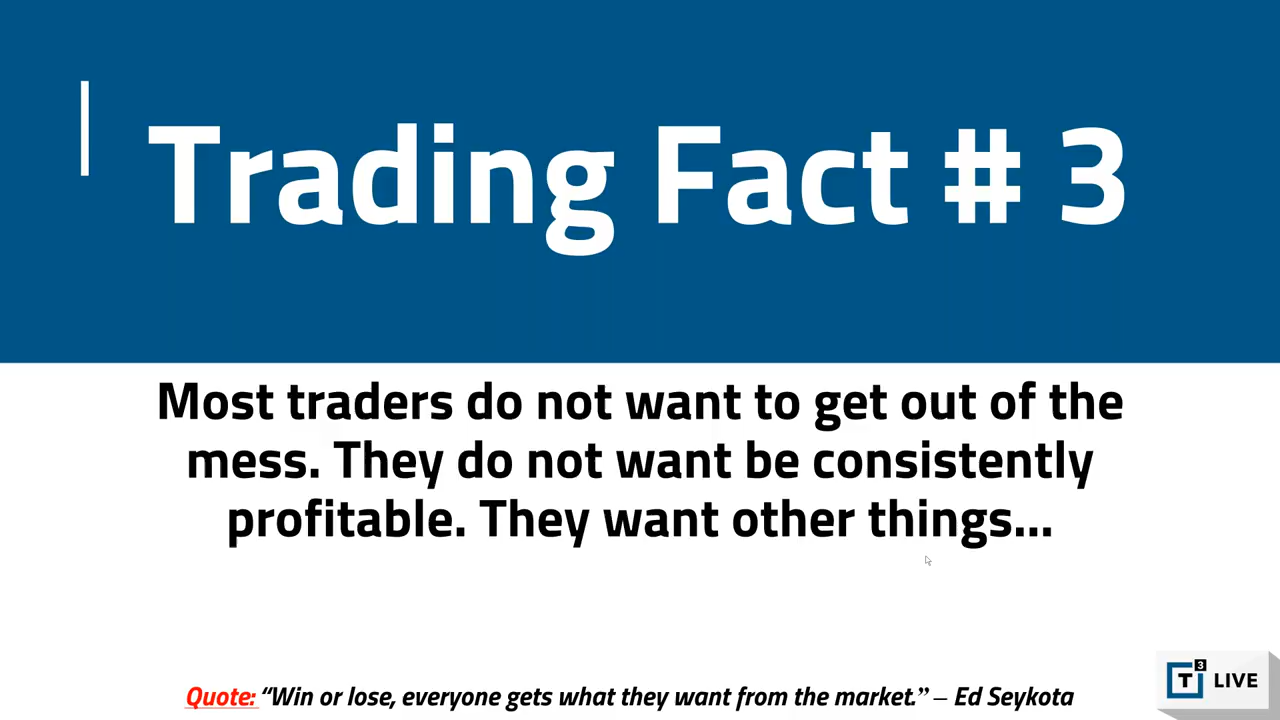 Trading Fact # 3
Most traders do not want to get out of the
mess. They do not want be consistently
profitable. They want other things...
Quote: “Win or lose, everyone gets what they want from the market.” – Ed Seykota
T3 LIVE